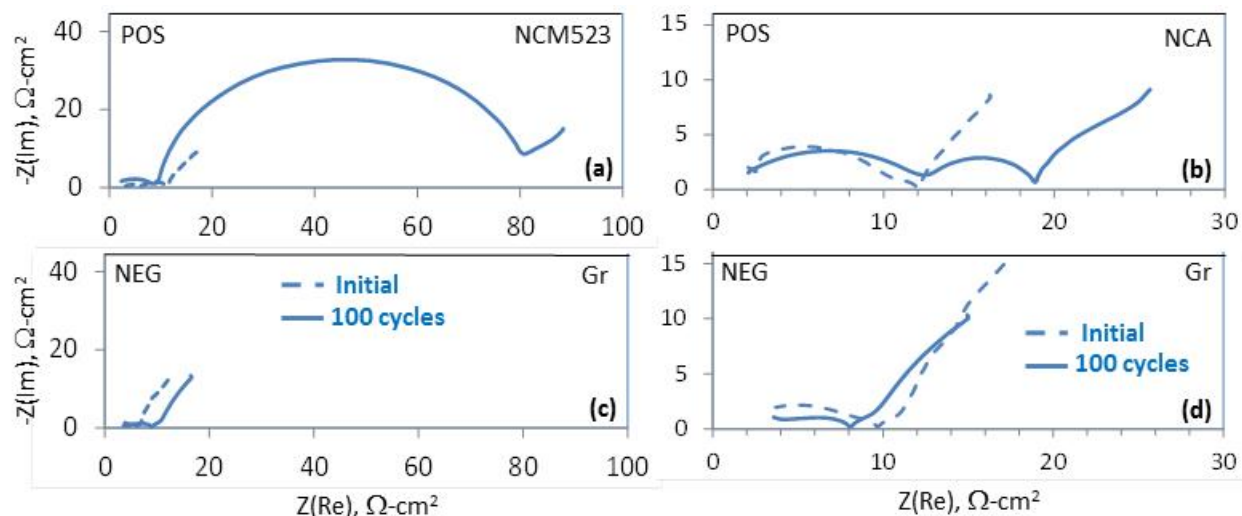 POS NCM523
40
20
0
-Z(Im), Ω-cm²
(a)
0 20 40 60 80 100
POS NCA
15
10
5
0
(b)
0 10 20 30
NEG Gr
40
20
0
-Z(Im), Ω-cm²
Initial
100 cycles
(c)
0 20 40 60 80 100
Z(Re), Ω-cm²
NEG Gr
15
10
5
0
Initial
100 cycles
(d)
0 10 20 30
Z(Re), Ω-cm²